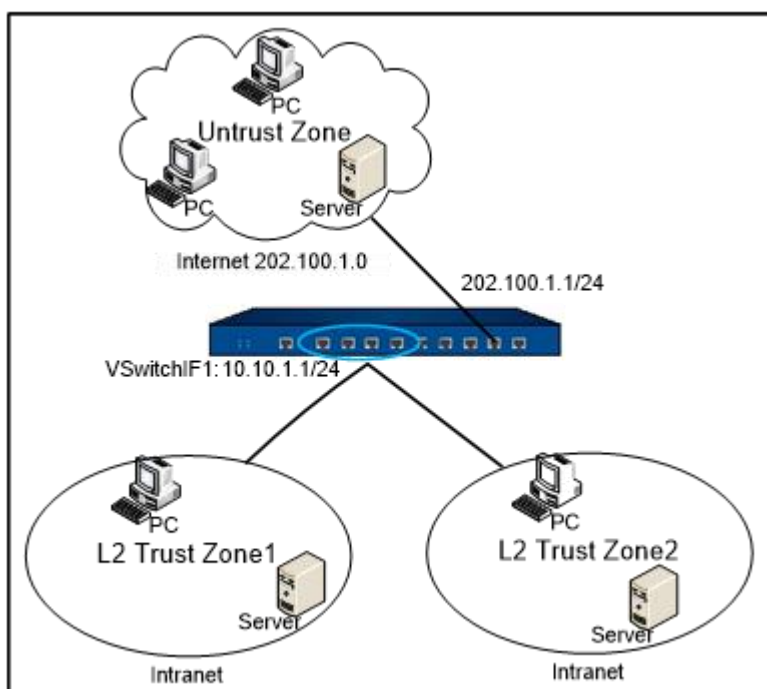 PC
Untrust Zone
PC
Server
Internet 202.100.1.0
202.100.1.1/24
VSwitchIF1: 10.10.1.1/24
PC
L2 Trust Zone1
Server
Intranet
PC
L2 Trust Zone2
Server
Intranet